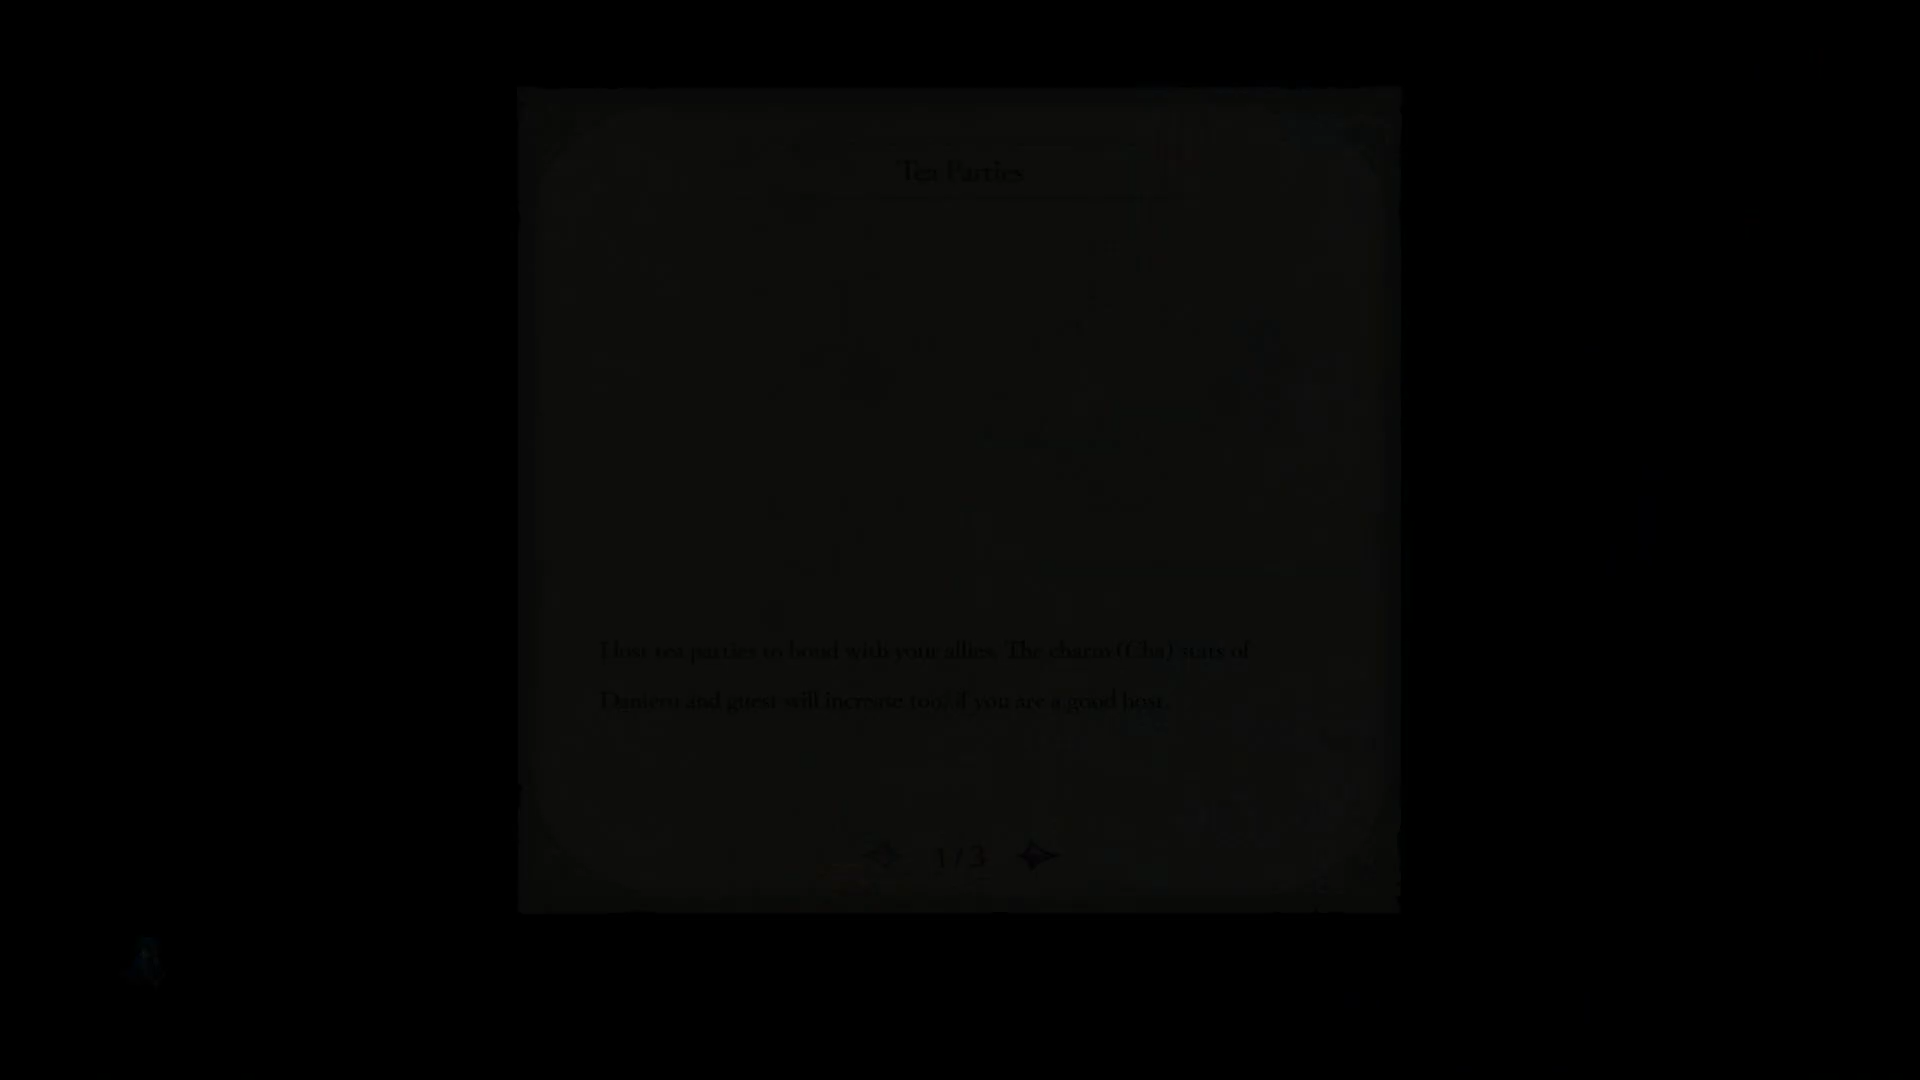 Tea Parties
Host tea parties to bond with your allies. The charm (Cha) stats of
and guest will increase too, if you are a good host.
1/3